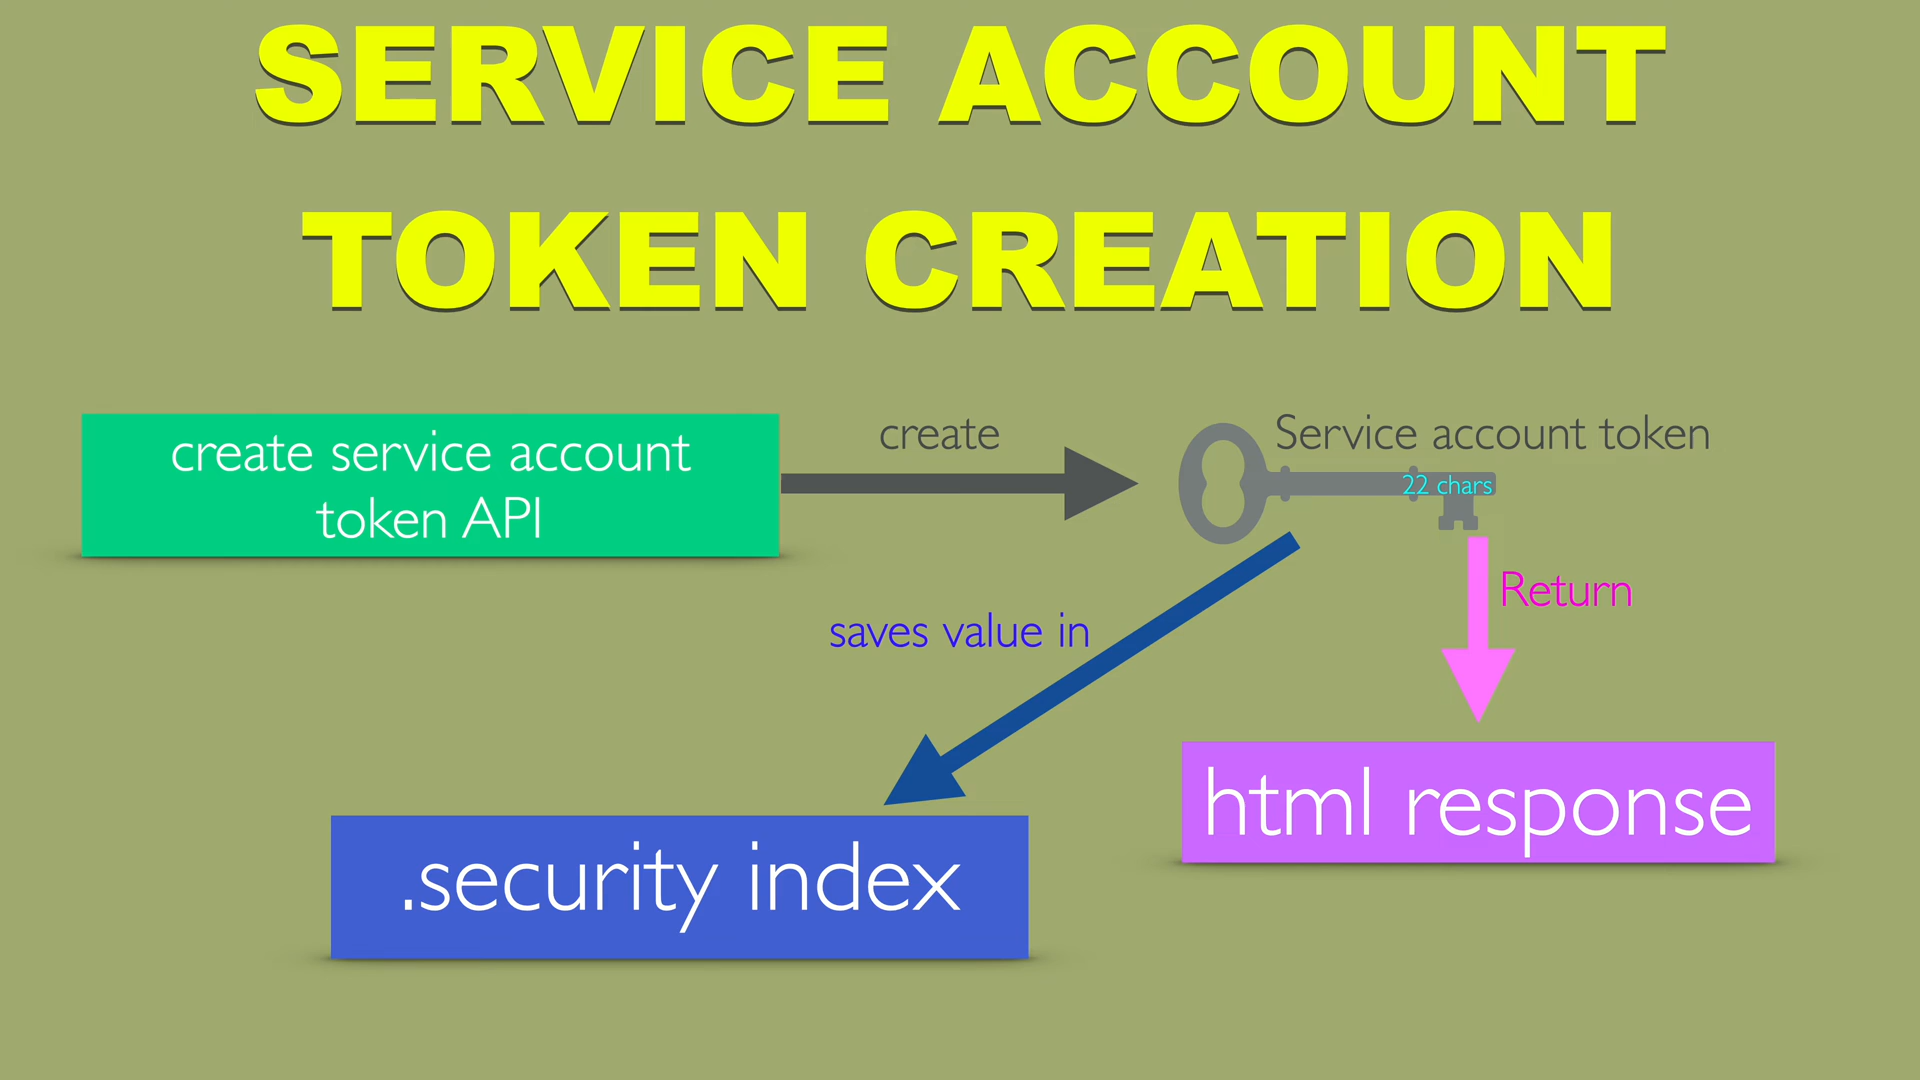 SERVICE ACCOUNT
TOKEN CREATION
create service account
token API
create
Service account token
22 chars
Return
saves value in
html response
.security index